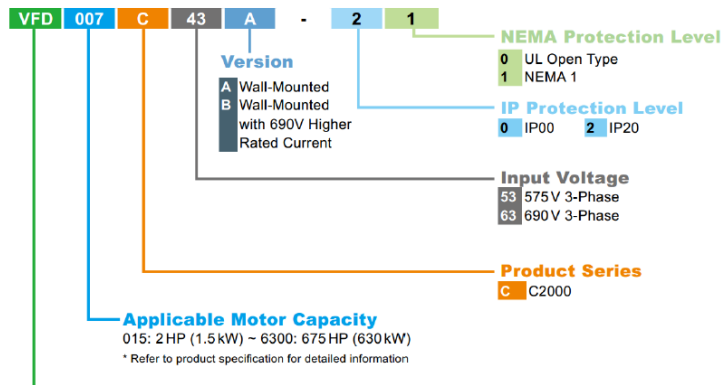 VFD 007 C 43 A - 2 1
NEMA Protection Level
0 UL Open Type
1 NEMA 1
Version
A Wall-Mounted
B Wall-Mounted
with 690V Higher
Rated Current
IP Protection Level
0 IP00 2 IP20
Input Voltage
53 575V 3-Phase
63 690V 3-Phase
Product Series
C C2000
Applicable Motor Capacity
015: 2HP (1.5kW) ~ 6300: 675HP (630kW)
* Refer to product specification for detailed information